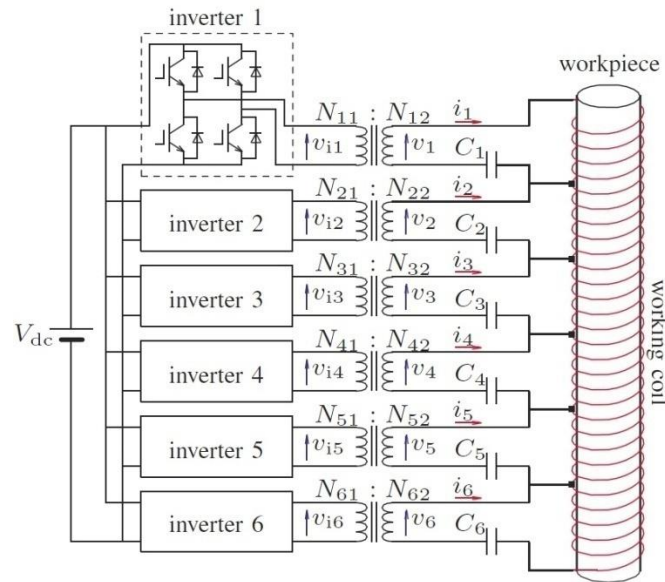 inverter 1
workpiece
N₁₁ : N₁₂ i₁
vᵢ₁ v₁ C₁
N₂₁ : N₂₂ i₂
inverter 2 vᵢ₂ v₂ C₂
N₃₁ : N₃₂ i₃
inverter 3 vᵢ₃ v₃ C₃
V_dc
N₄₁ : N₄₂ i₄
inverter 4 vᵢ₄ v₄ C₄
N₅₁ : N₅₂ i₅
inverter 5 vᵢ₅ v₅ C₅
N₆₁ : N₆₂ i₆
inverter 6 vᵢ₆ v₆ C₆
working coil